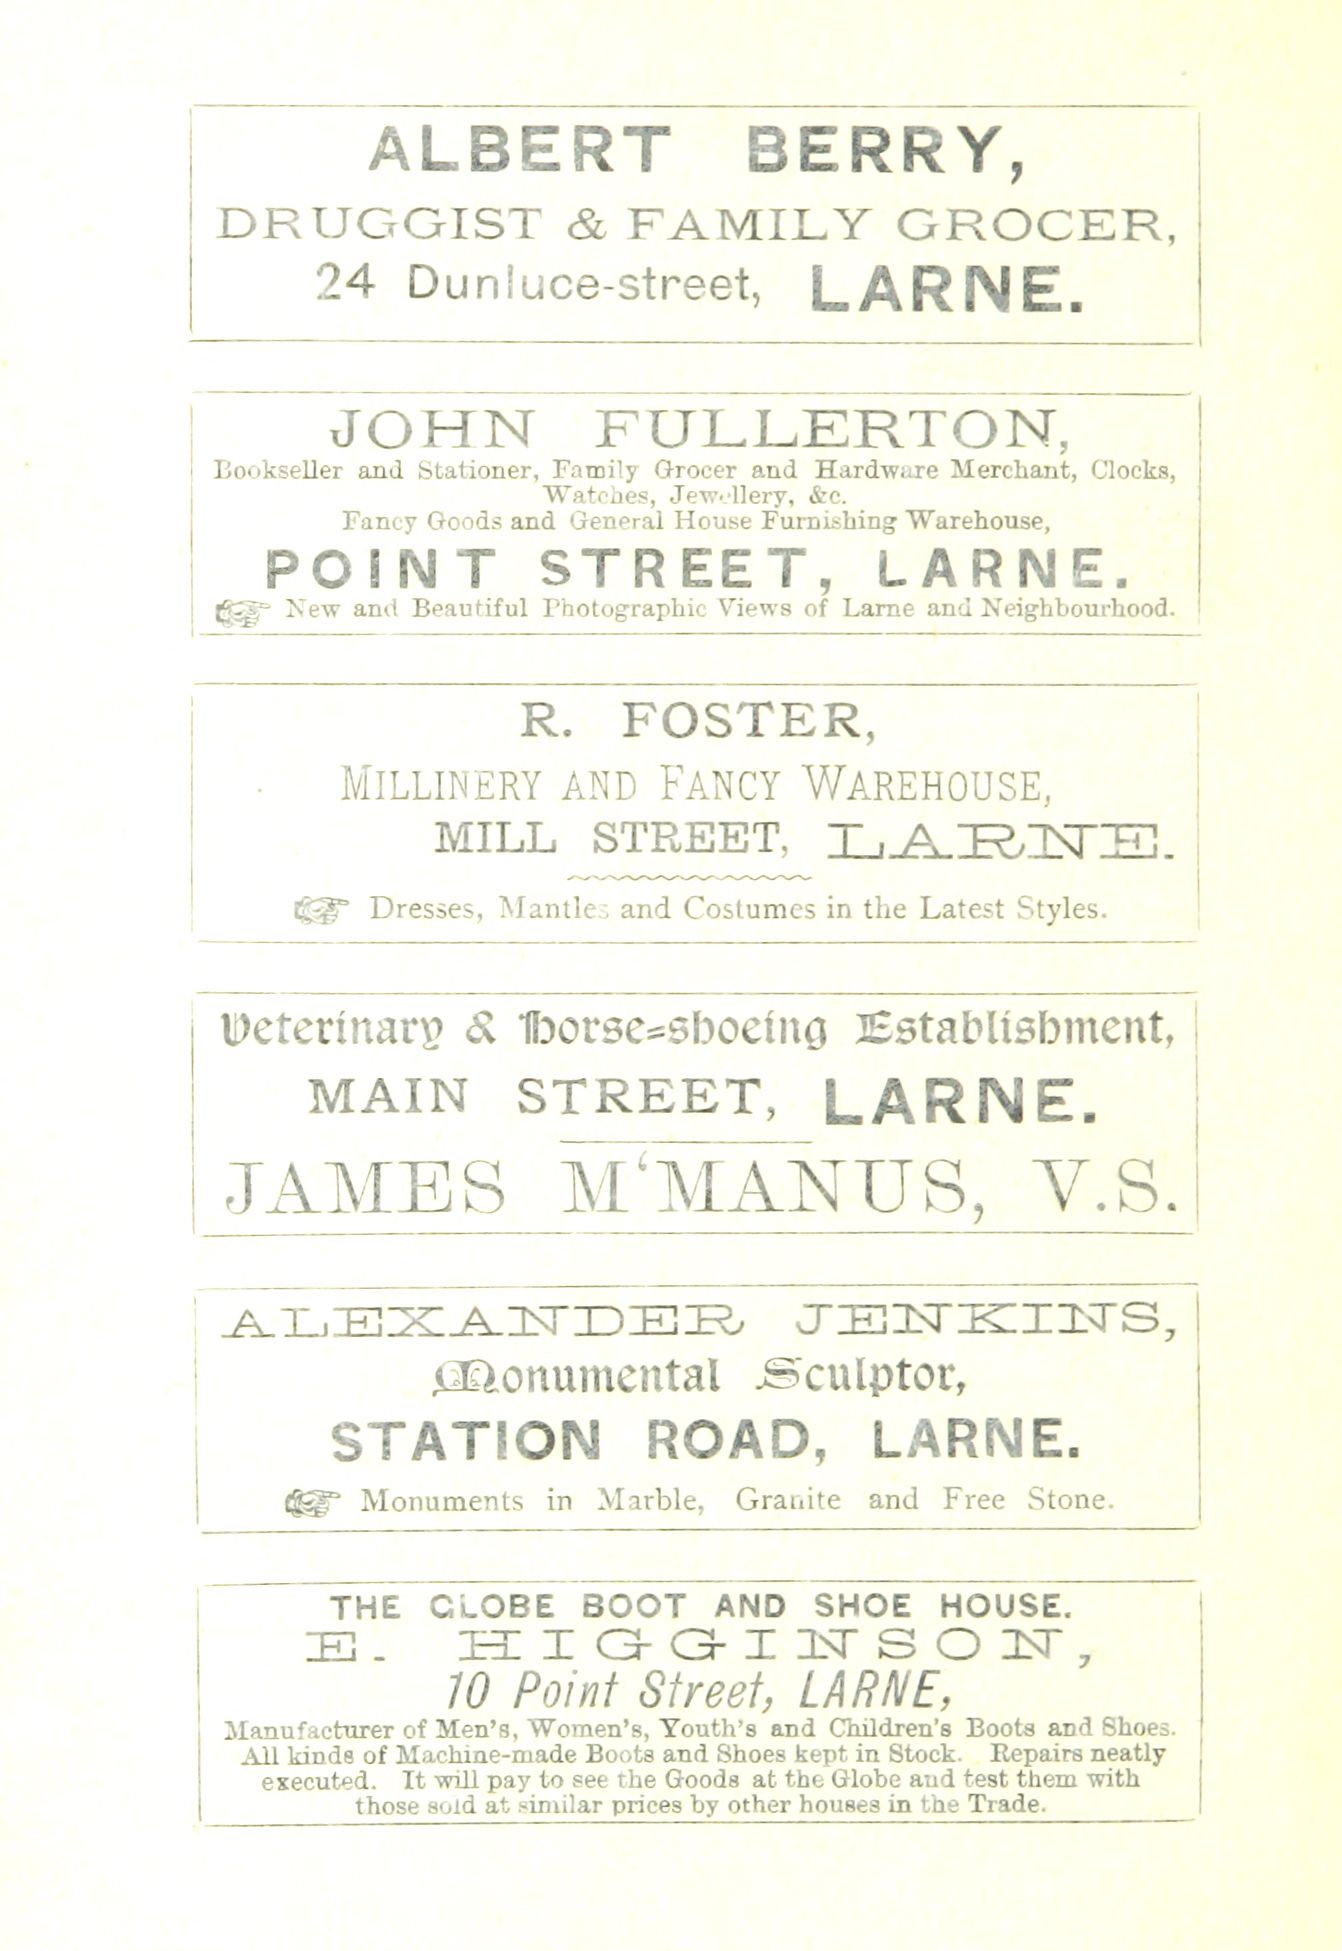 ALBERT BERRY,
DRUGGIST & FAMILY GROCER,
24 Dunluce-street, LARNE.
JOHN FULLERTON,
Bookseller and Stationer, Family Grocer and Hardware Merchant, Clocks,
Watches, Jewellery, &c.
Fancy Goods and General House Furnishing Warehouse,
POINT STREET, LARNE.
☞ New and Beautiful Photographic Views of Larne and Neighbourhood.
R. FOSTER,
MILLINERY AND FANCY WAREHOUSE,
MILL STREET, LARNE.
☞ Dresses, Mantles and Costumes in the Latest Styles.
Veterinary & Horse-shoeing Establishment,
MAIN STREET, LARNE.
JAMES M‘MANUS, V.S.
ALEXANDER JENKINS,
Monumental Sculptor,
STATION ROAD, LARNE.
☞ Monuments in Marble, Granite and Free Stone.
THE GLOBE BOOT AND SHOE HOUSE.
E. HIGGINSON,
10 Point Street, LARNE,
Manufacturer of Men's, Women's, Youth's and Children's Boots and Shoes.
All kinds of Machine-made Boots and Shoes kept in Stock. Repairs neatly
executed. It will pay to see the Goods at the Globe and test them with
those sold at similar prices by other houses in the Trade.